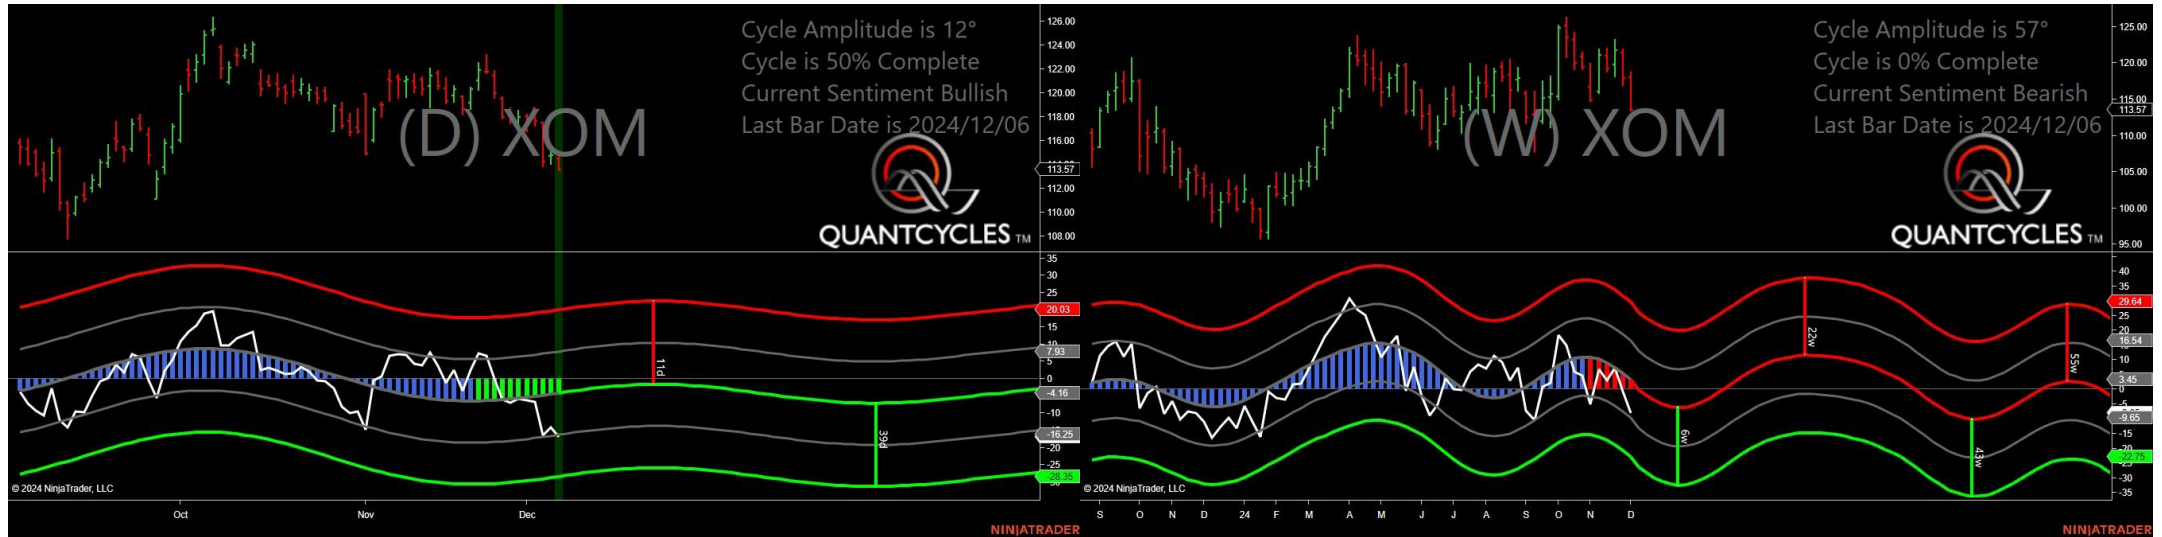 Cycle Amplitude is 12°
Cycle is 50% Complete
Current Sentiment Bullish
Last Bar Date is 2024/12/06
(D) XOM
QUANTCYCLES TM
126.00
124.00
122.00
120.00
118.00
116.00
113.57
112.00
110.00
108.00
35
30
25
20.03
15
10
7.93
5
0
-4.16
-10
-16.25
-20
-25
-28.35
11d
39d
© 2024 NinjaTrader, LLC
Oct Nov Dec
NINJATRADER
Cycle Amplitude is 57°
Cycle is 0% Complete
Current Sentiment Bearish
Last Bar Date is 2024/12/06
(W) XOM
QUANTCYCLES TM
125.00
120.00
115.00
113.57
110.00
105.00
100.00
95.00
40
35
29.64
25
20
16.54
10
3.45
0
-5
-9.65
-15
-20
-22.75
-30
-35
22w
55w
6w
43w
© 2024 NinjaTrader, LLC
S O N D 24 F M A M J J A S O N D
NINJATRADER